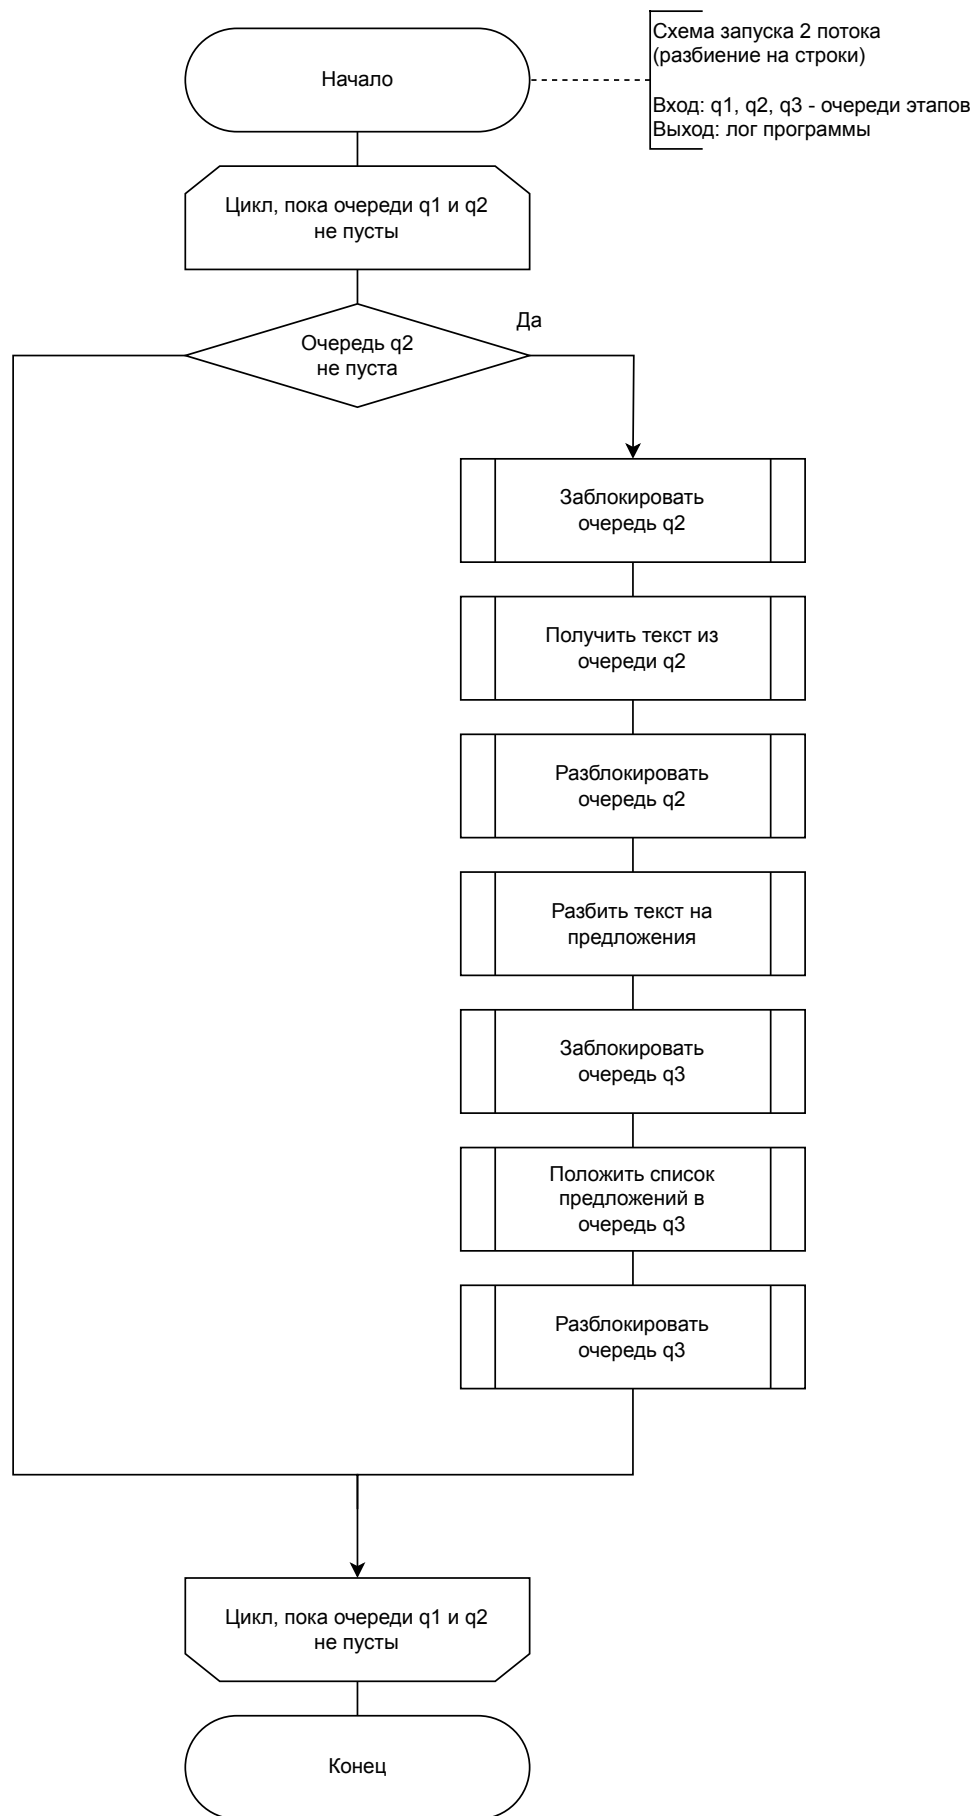 Начало
Схема запуска 2 потока
(разбиение на строки)
Вход: q1, q2, q3 - очереди этапов
Выход: лог программы
Цикл, пока очереди q1 и q2
не пусты
Да
Очередь q2
не пуста
Заблокировать
очередь q2
Получить текст из
очереди q2
Разблокировать
очередь q2
Разбить текст на
предложения
Заблокировать
очередь q3
Положить список
предложений в
очередь q3
Разблокировать
очередь q3
Цикл, пока очереди q1 и q2
не пусты
Конец